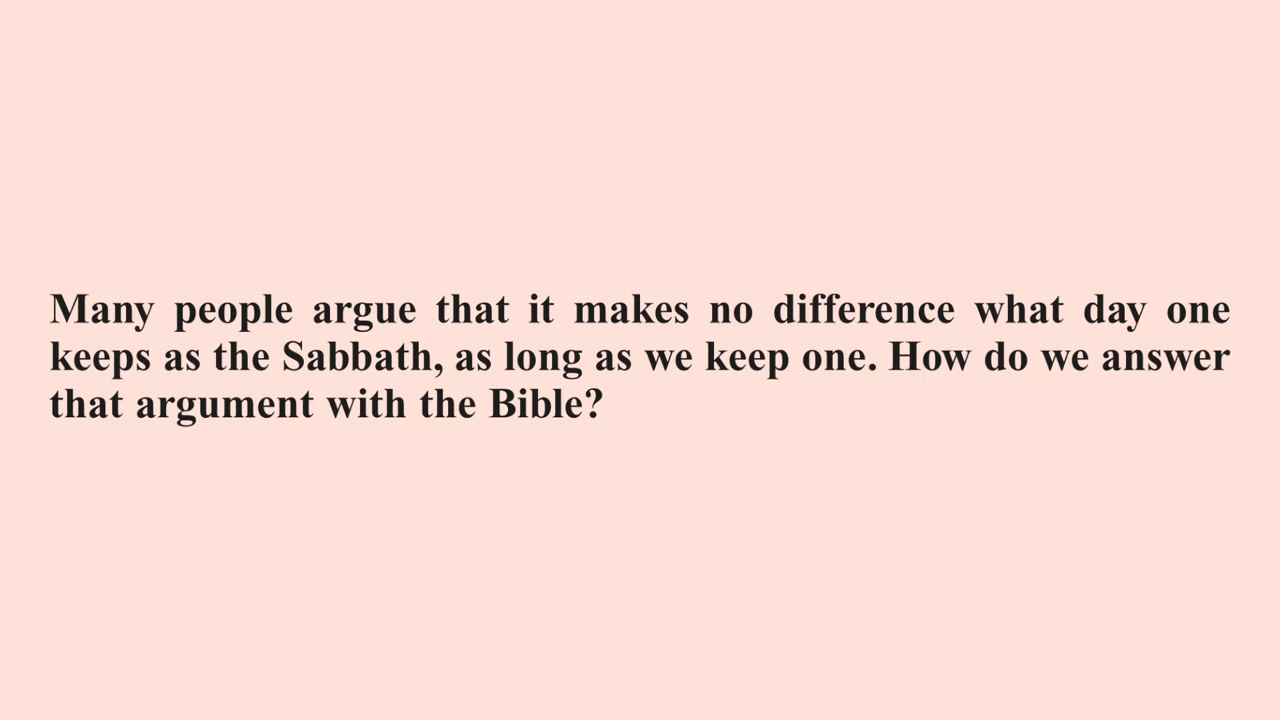 Many people argue that it makes no difference what day one
keeps as the Sabbath, as long as we keep one. How do we answer
that argument with the Bible?